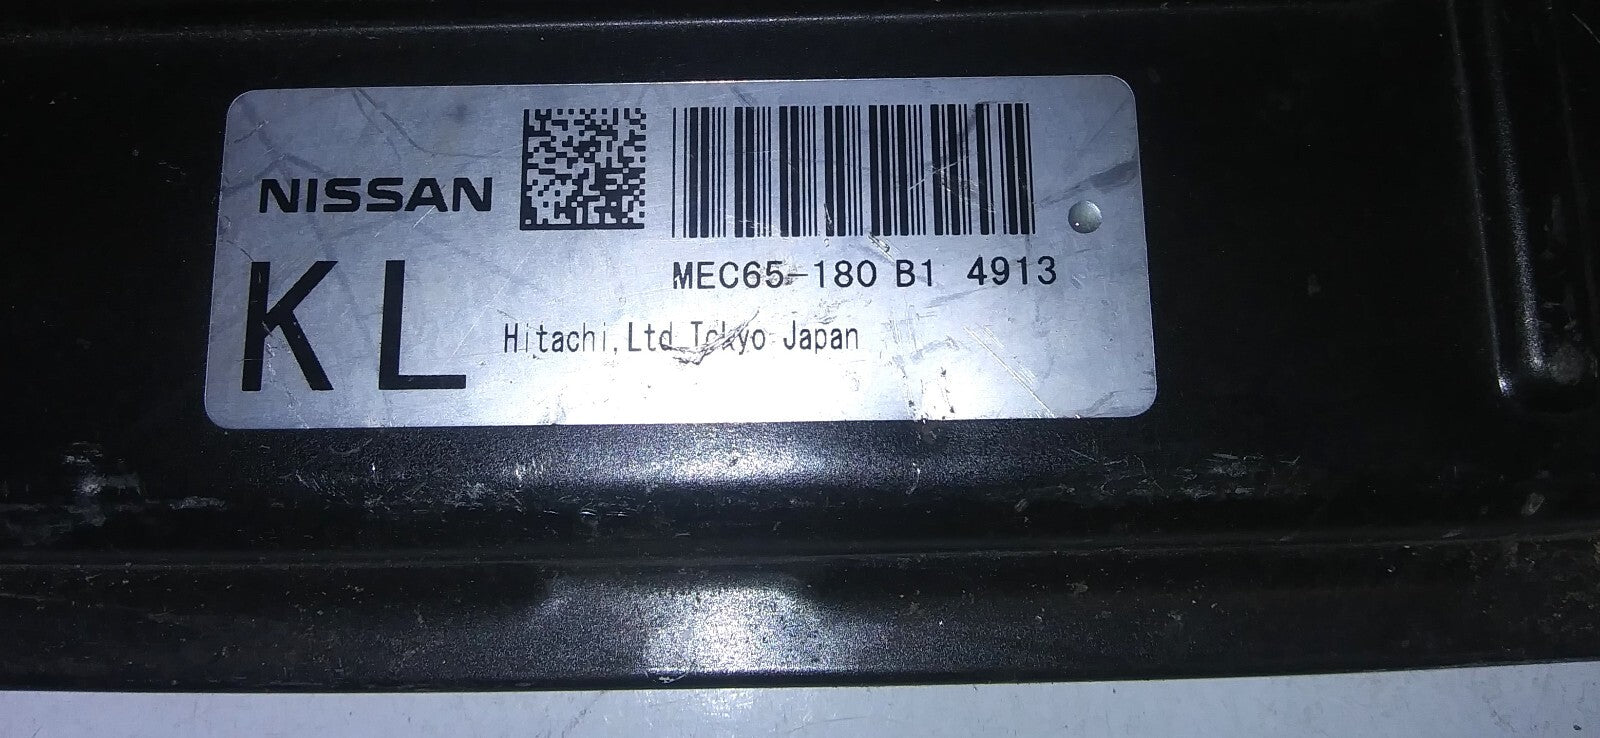 NISSAN
KL
MEC65-180 B1 4913
Hitachi,Ltd Tokyo Japan